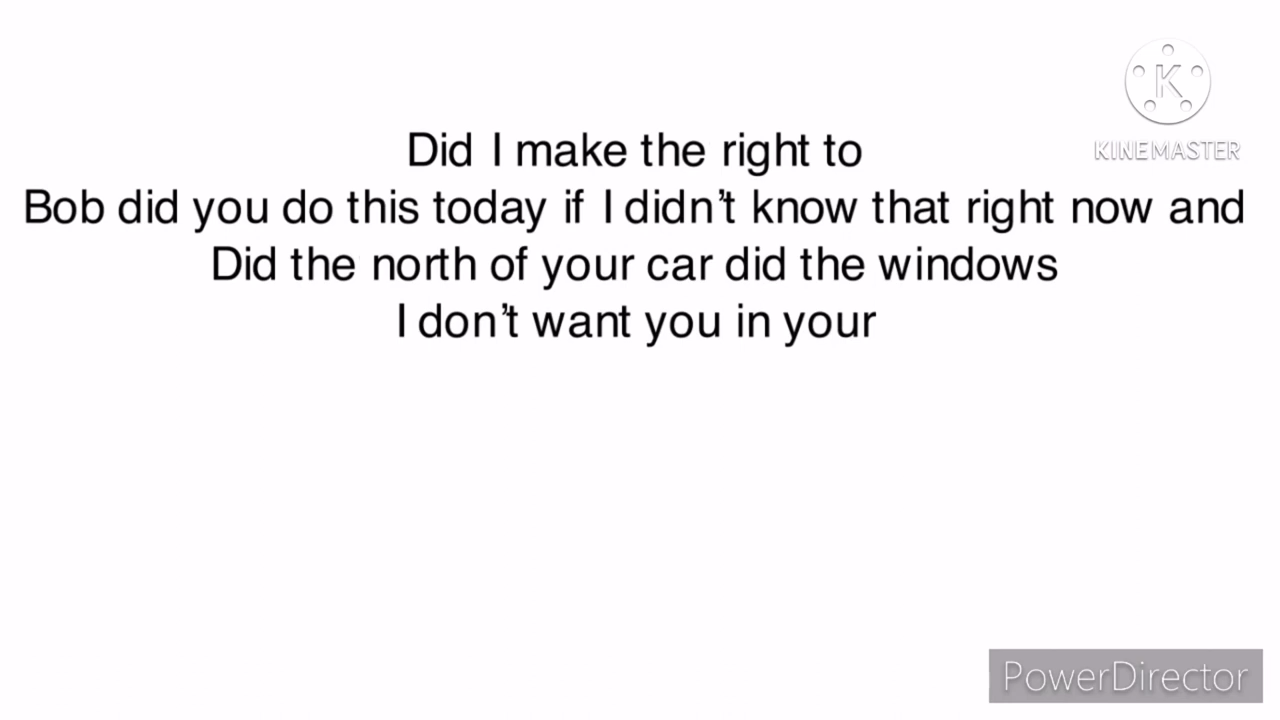 KINEMASTER
Did I make the right to
Bob did you do this today if I didn’t know that right now and
Did the north of your car did the windows
I don’t want you in your
PowerDirector